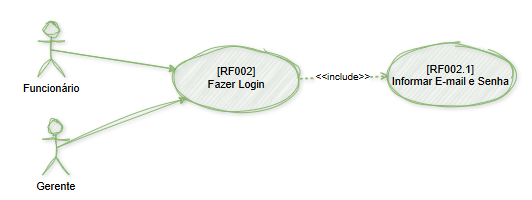 Funcionário
[RF002]
Fazer Login
<<include>>
[RF002.1]
Informar E-mail e Senha
Gerente